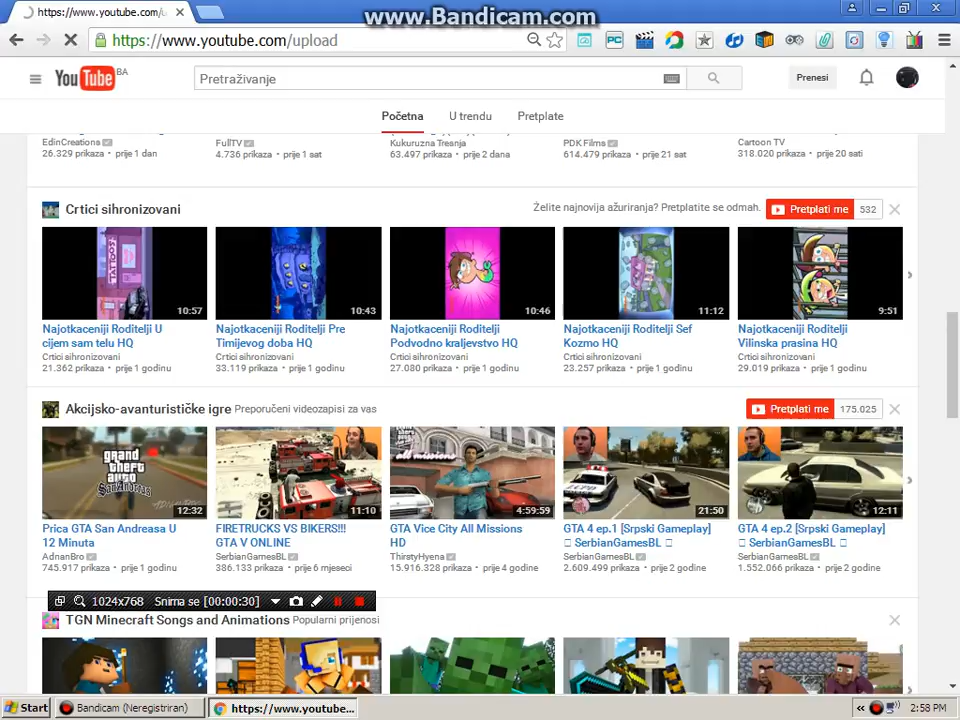 www.Bandicam.com
https://www.youtube.com/u
https://www.youtube.com/upload
PC
YouTube BA
Pretraživanje
Prenesi
Početna
U trendu
Pretplate
EdinCreations
26.329 prikaza • prije 1 dan
FullTV
4.736 prikaza • prije 1 sat
Kukuruzna Tresnja
63.497 prikaza • prije 2 dana
PDK Films
614.479 prikaza • prije 21 sat
Cartoon TV
318.020 prikaza • prije 20 sati
Crtici sihronizovani
Želite najnovija ažuriranja? Pretplatite se odmah.
Pretplati me 532
10:57
10:43
10:46
11:12
9:51
Najotkaceniji Roditelji U
cijem sam telu HQ
Crtici sihronizovani
21.362 prikaza • prije 1 godinu
Najotkaceniji Roditelji Pre
Timijevog doba HQ
Crtici sihronizovani
33.119 prikaza • prije 1 godinu
Najotkaceniji Roditelji
Podvodno kraljevstvo HQ
Crtici sihronizovani
27.080 prikaza • prije 1 godinu
Najotkaceniji Roditelji Sef
Kozmo HQ
Crtici sihronizovani
23.257 prikaza • prije 1 godinu
Najotkaceniji Roditelji
Vilinska prasina HQ
Crtici sihronizovani
29.019 prikaza • prije 1 godinu
Akcijsko-avanturističke igre Preporučeni videozapisi za vas
Pretplati me 175.025
grand
theft
auto
San Andreas
12:32
11:10
all missions
4:59:59
21:50
12:11
Prica GTA San Andreasa U
12 Minuta
AdnanBro
745.917 prikaza • prije 1 godinu
FIRETRUCKS VS BIKERS!!!
GTA V ONLINE
SerbianGamesBL
386.133 prikaza • prije 6 mjeseci
GTA Vice City All Missions
HD
ThirstyHyena
15.916.328 prikaza • prije 4 godine
GTA 4 ep.1 [Srpski Gameplay]
SerbianGamesBL
SerbianGamesBL
2.609.499 prikaza • prije 2 godine
GTA 4 ep.2 [Srpski Gameplay]
SerbianGamesBL
SerbianGamesBL
1.552.066 prikaza • prije 2 godine
1024x768 Snima se [00:00:30]
TGN Minecraft Songs and Animations Popularni prijenosi
Start
Bandicam (Neregistriran)
https://www.youtube...
2:58 PM